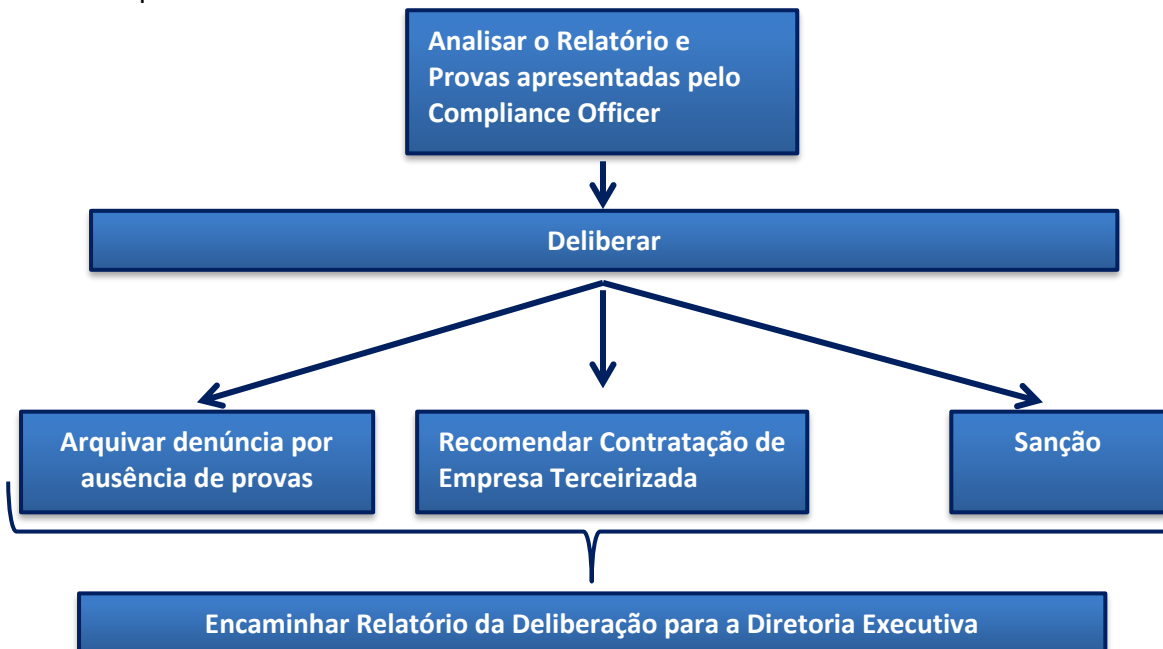 Analisar o Relatório e
Provas apresentadas pelo
Compliance Officer
Deliberar
Arquivar denúncia por
ausência de provas
Recomendar Contratação de
Empresa Terceirizada
Sanção
Encaminhar Relatório da Deliberação para a Diretoria Executiva